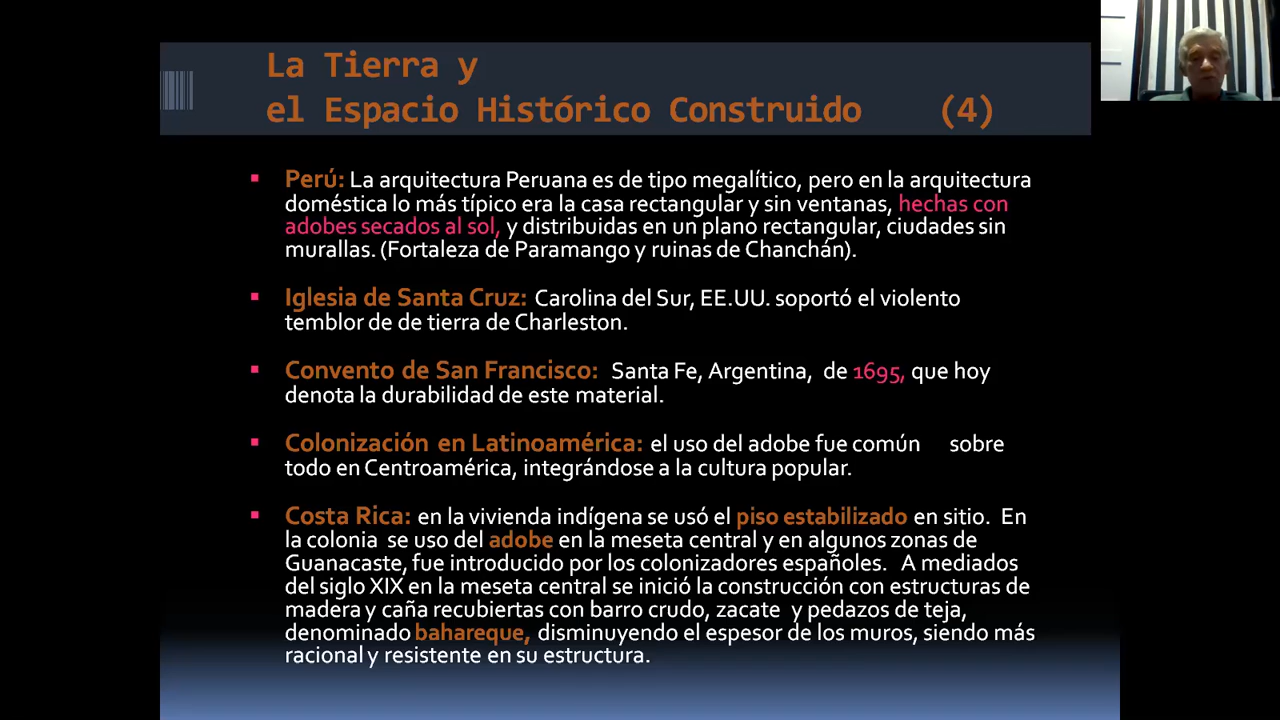 La Tierra y
el Espacio Histórico Construido (4)
Perú: La arquitectura Peruana es de tipo megalítico, pero en la arquitectura
doméstica lo más típico era la casa rectangular y sin ventanas, hechas con
adobes secados al sol, y distribuidas en un plano rectangular, ciudades sin
murallas. (Fortaleza de Paramango y ruinas de Chanchán).
Iglesia de Santa Cruz: Carolina del Sur, EE.UU. soportó el violento
temblor de de tierra de Charleston.
Convento de San Francisco: Santa Fe, Argentina, de 1695, que hoy
denota la durabilidad de este material.
Colonización en Latinoamérica: el uso del adobe fue común sobre
todo en Centroamérica, integrándose a la cultura popular.
Costa Rica: en la vivienda indígena se usó el piso estabilizado en sitio. En
la colonia se uso del adobe en la meseta central y en algunos zonas de
Guanacaste, fue introducido por los colonizadores españoles. A mediados
del siglo XIX en la meseta central se inició la construcción con estructuras de
madera y caña recubiertas con barro crudo, zacate y pedazos de teja,
denominado bahareque, disminuyendo el espesor de los muros, siendo más
racional y resistente en su estructura.